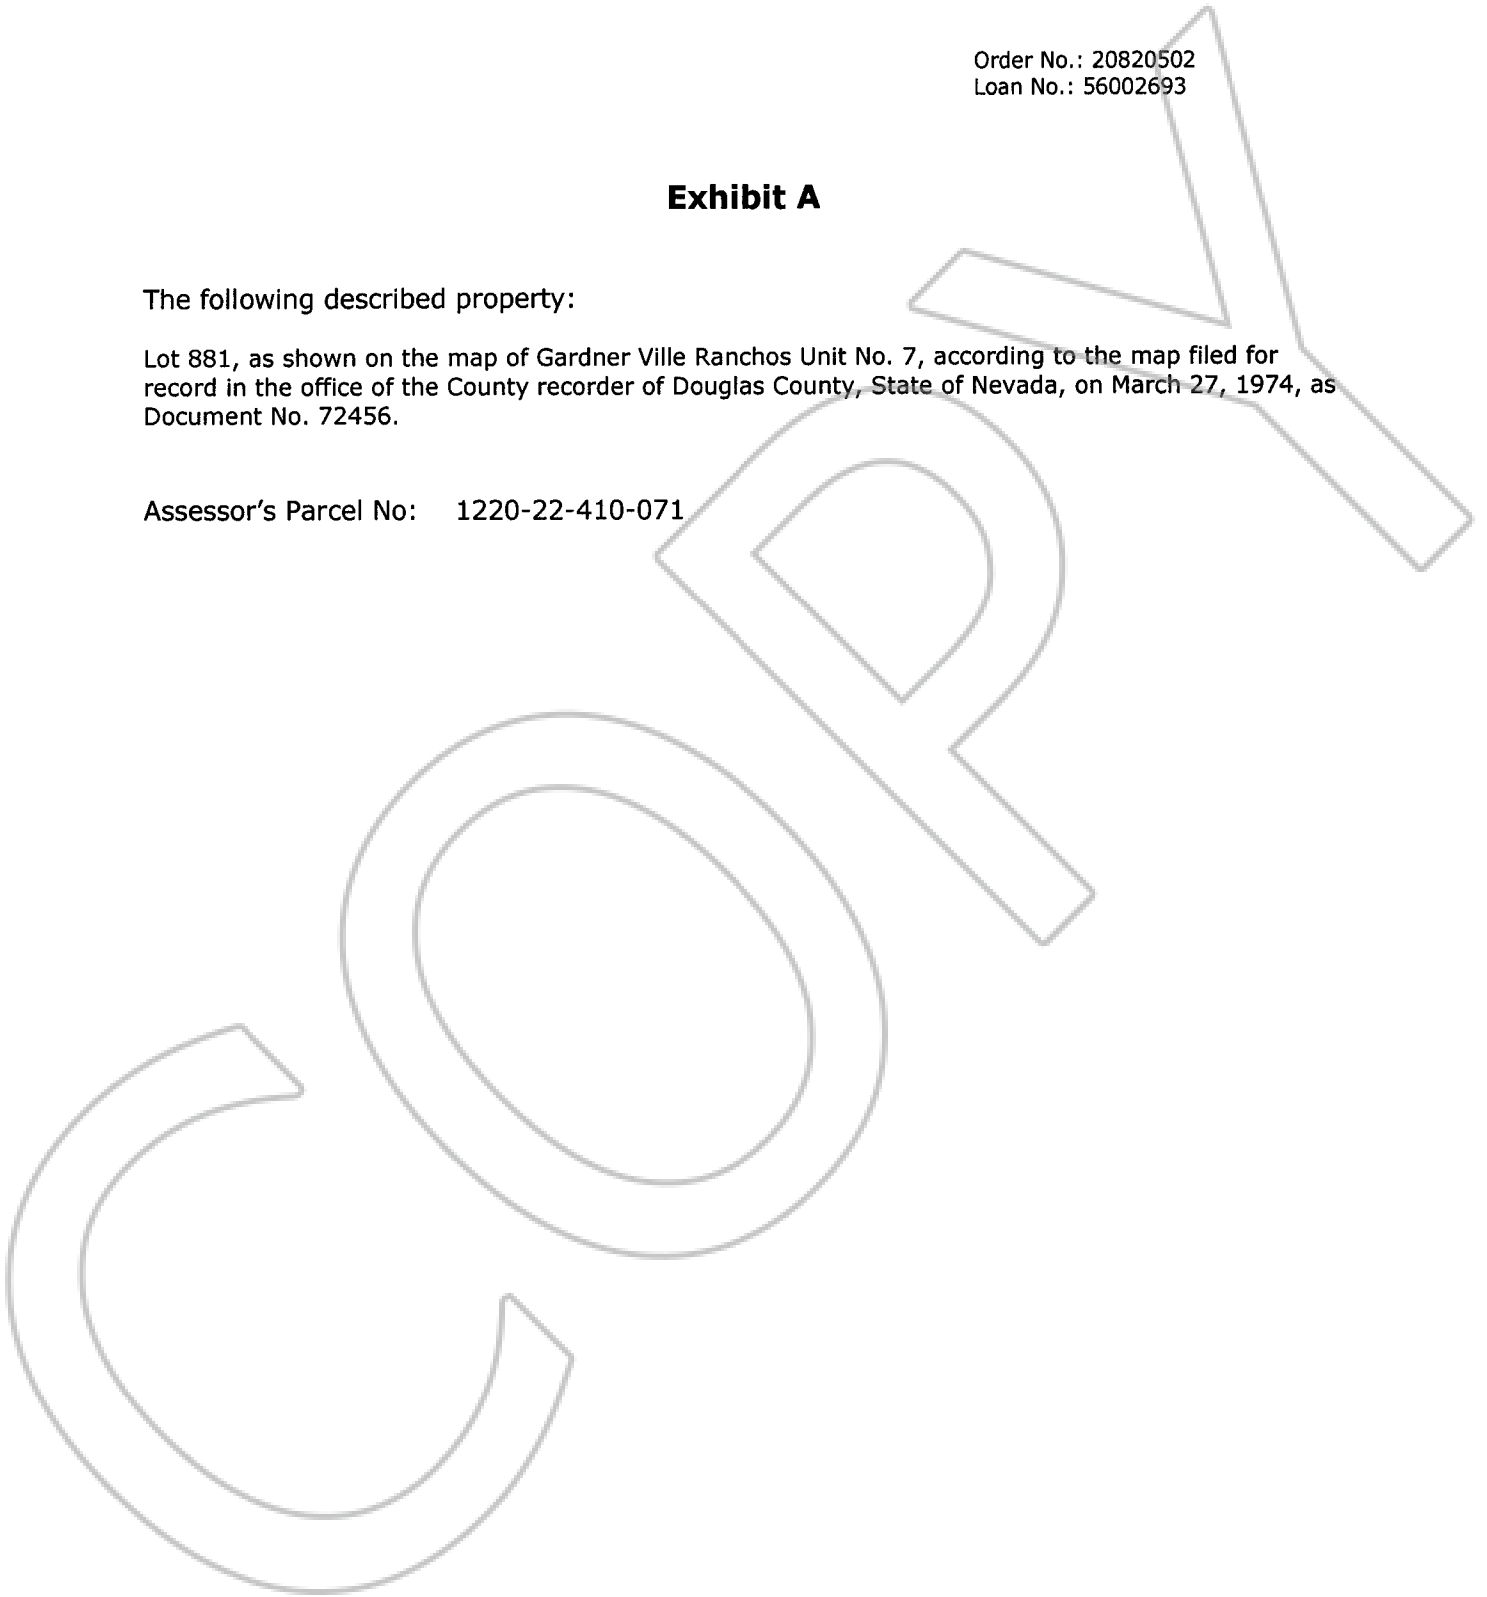 Order No.: 20820502
Loan No.: 56002693
Exhibit A
The following described property:
Lot 881, as shown on the map of Gardner Ville Ranchos Unit No. 7, according to the map filed for
record in the office of the County recorder of Douglas County, State of Nevada, on March 27, 1974, as
Document No. 72456.
Assessor's Parcel No: 1220-22-410-071
COPY